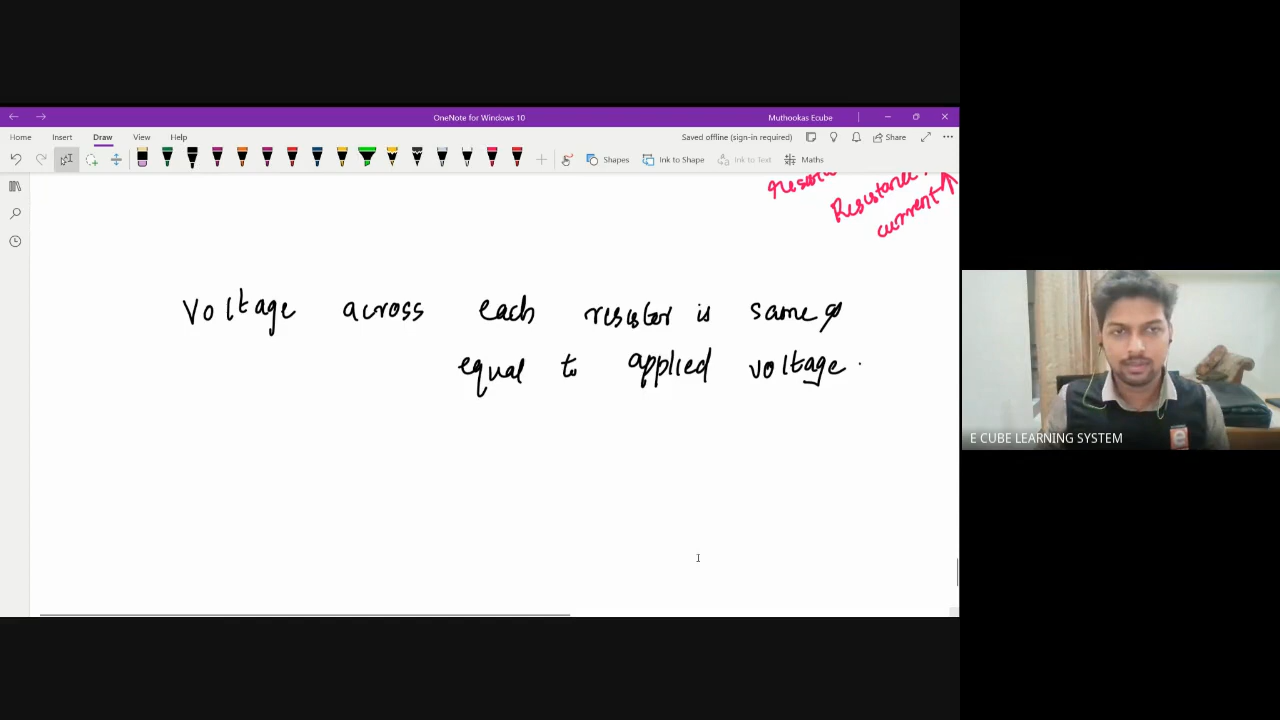 OneNote for Windows 10
Muthookas Ecube
Home Insert Draw View Help
Saved offline (sign-in required)
Share
Shapes
Ink to Shape
Ink to Text
Maths
Resistance
current
Voltage across each resistor is same &
equal to applied voltage.
E CUBE LEARNING SYSTEM
e